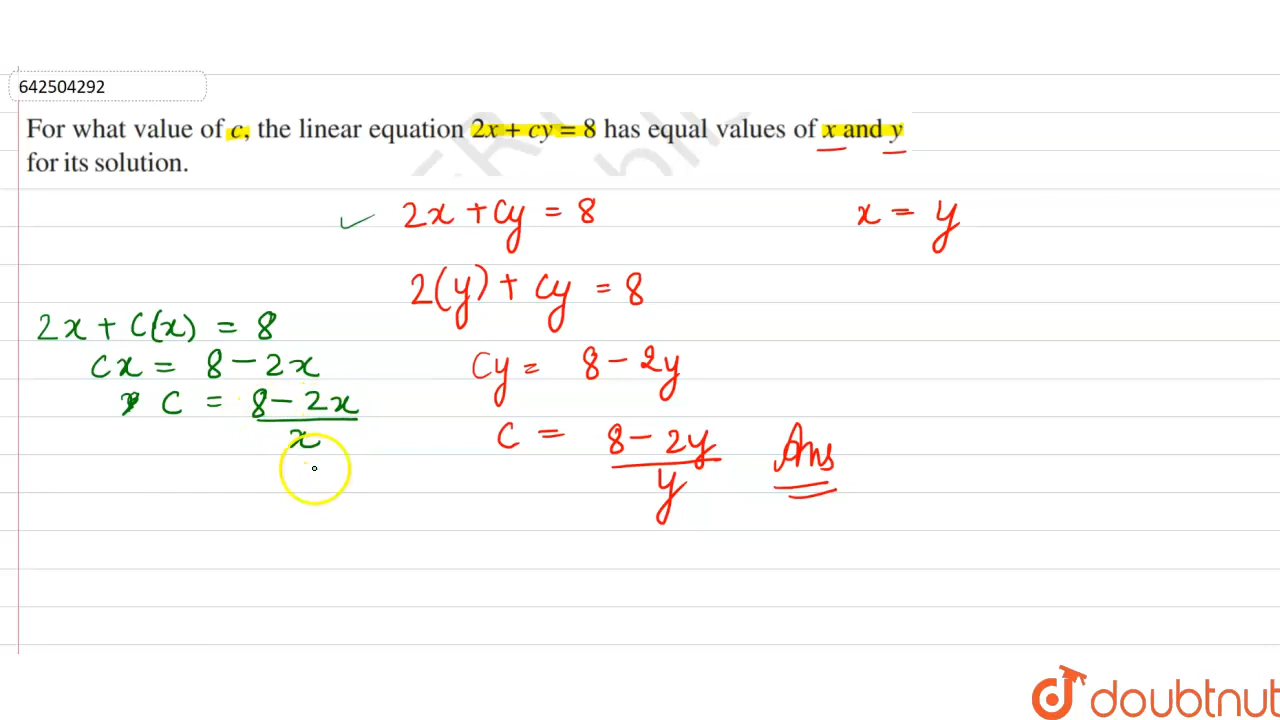 642504292
For what value of c, the linear equation 2x + cy = 8 has equal values of x and y
for its solution.
2x + Cy = 8
x = y
2(y) + Cy = 8
Cy = 8 - 2y
C = 8 - 2y
y
Ans
2x + C(x) = 8
Cx = 8 - 2x
C = 8 - 2x
x
doubtnut